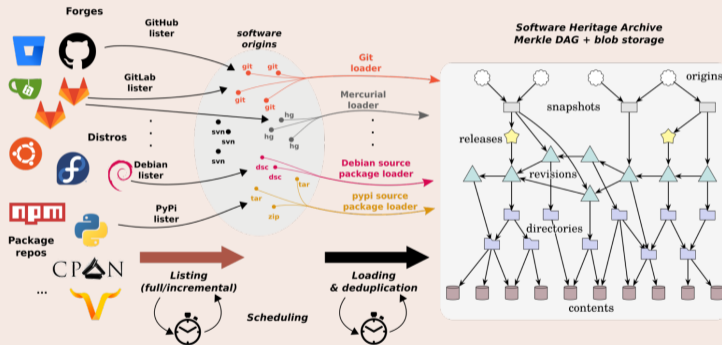 Forges
GitHub
lister
GitLab
lister
Distros
Debian
lister
PyPi
lister
npm
Package
repos
CPAN
...
software
origins
git
git
git
git
hg
hg
hg
svn
svn
svn
dsc
dsc
tar
tar
zip
Git
loader
Mercurial
loader
Debian source
package loader
pypi source
package loader
Listing
(full/incremental)
Scheduling
Loading
& deduplication
Software Heritage Archive
Merkle DAG + blob storage
origins
snapshots
releases
revisions
directories
contents